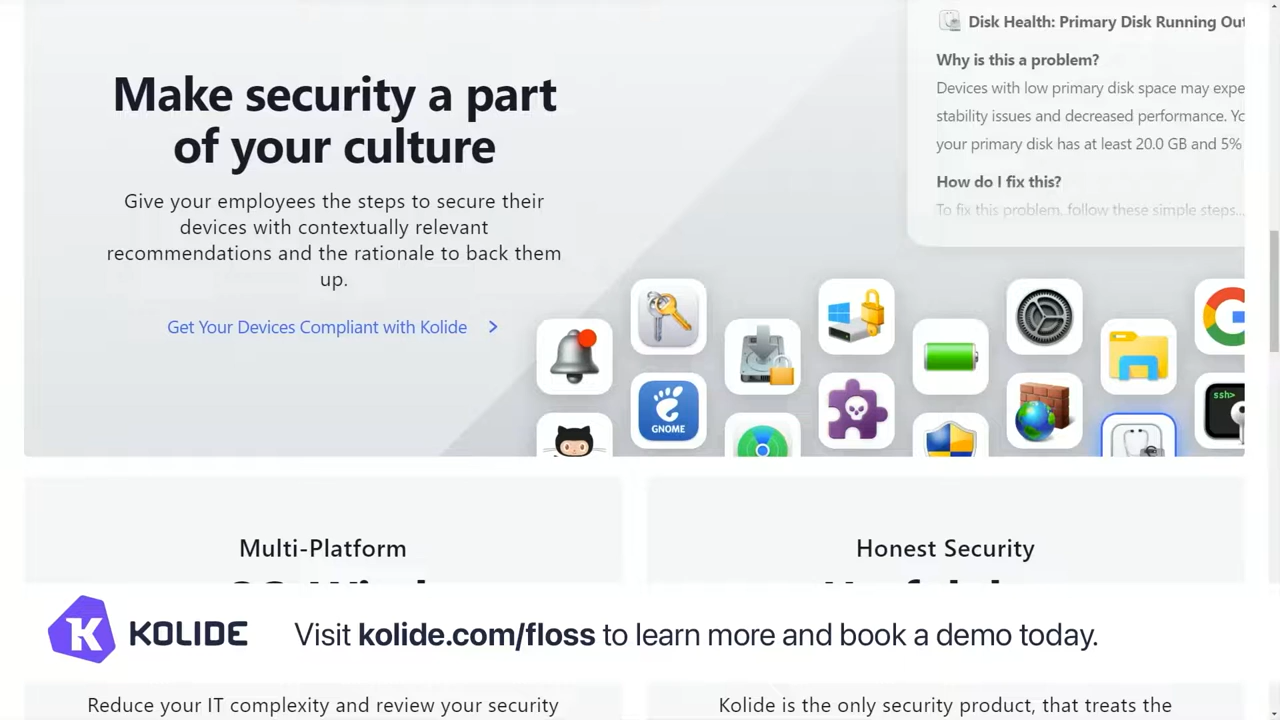 Disk Health: Primary Disk Running Out
Why is this a problem?
Devices with low primary disk space may expe
stability issues and decreased performance. Yo
your primary disk has at least 20.0 GB and 5%
How do I fix this?
To fix this problem, follow these simple steps...
Make security a part
of your culture
Give your employees the steps to secure their
devices with contextually relevant
recommendations and the rationale to back them
up.
Get Your Devices Compliant with Kolide
GNOME
ssh>
Multi-Platform
Honest Security
KOLIDE
Visit kolide.com/floss to learn more and book a demo today.
Reduce your IT complexity and review your security
Kolide is the only security product, that treats the